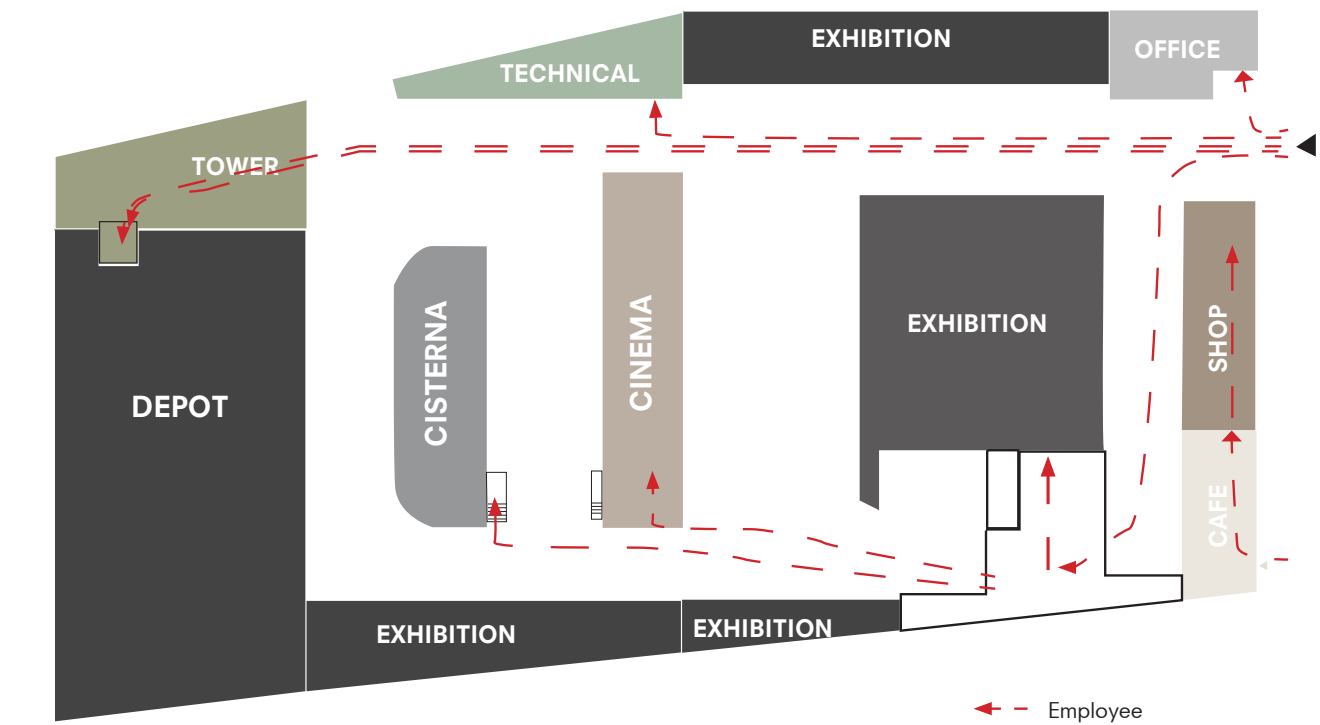 EXHIBITION
OFFICE
TECHNICAL
TOWER
EXHIBITION
DEPOT
CISTERNA
CINEMA
SHOP
CAFE
EXHIBITION
EXHIBITION
Employee